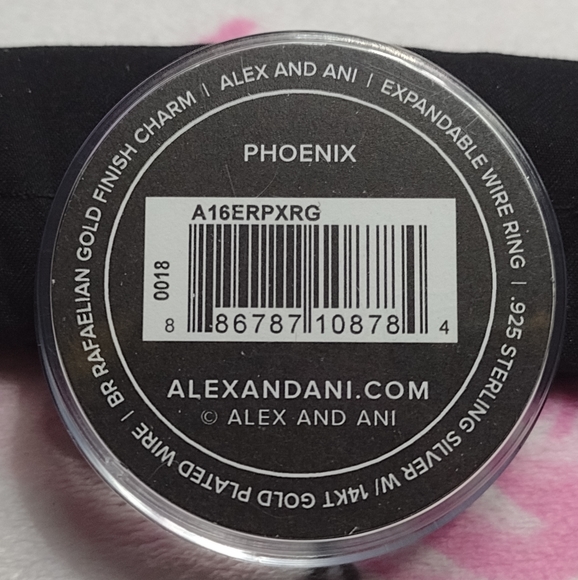 ALEX AND ANI | EXPANDABLE WIRE RING | .925 STERLING SILVER W/ 14KT GOLD PLATED WIRE | BR RAFAELIAN GOLD FINISH CHARM |
PHOENIX
A16ERPXRG
0018
8 86787 10878 4
ALEXANDANI.COM
© ALEX AND ANI